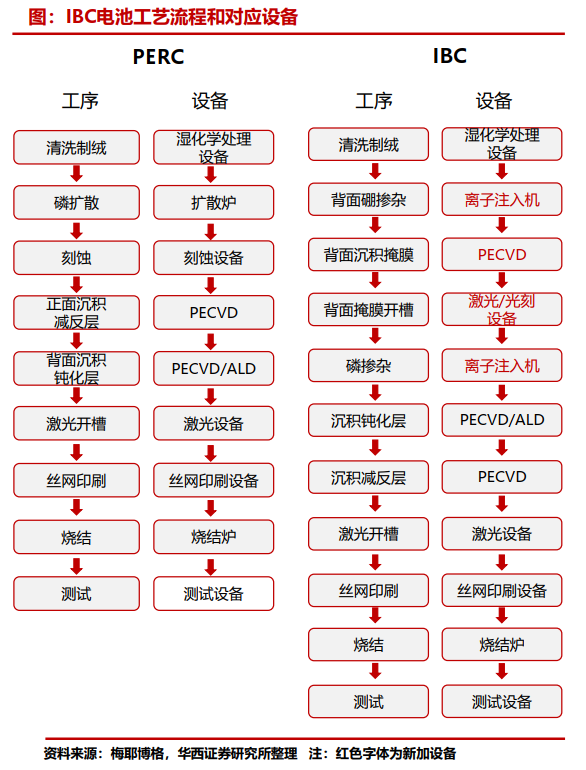 图：IBC电池工艺流程和对应设备
PERC
IBC
工序
设备
工序
设备
清洗制绒
湿化学处理
设备
清洗制绒
湿化学处理
设备
磷扩散
扩散炉
背面硼掺杂
离子注入机
刻蚀
刻蚀设备
背面沉积掩膜
PECVD
正面沉积
减反层
PECVD
背面掩膜开槽
激光/光刻
设备
背面沉积
钝化层
PECVD/ALD
磷掺杂
离子注入机
激光开槽
激光设备
沉积钝化层
PECVD/ALD
丝网印刷
丝网印刷设备
沉积减反层
PECVD
烧结
烧结炉
激光开槽
激光设备
测试
测试设备
丝网印刷
丝网印刷设备
烧结
烧结炉
测试
测试设备
资料来源：梅耶博格，华西证券研究所整理 注：红色字体为新加设备